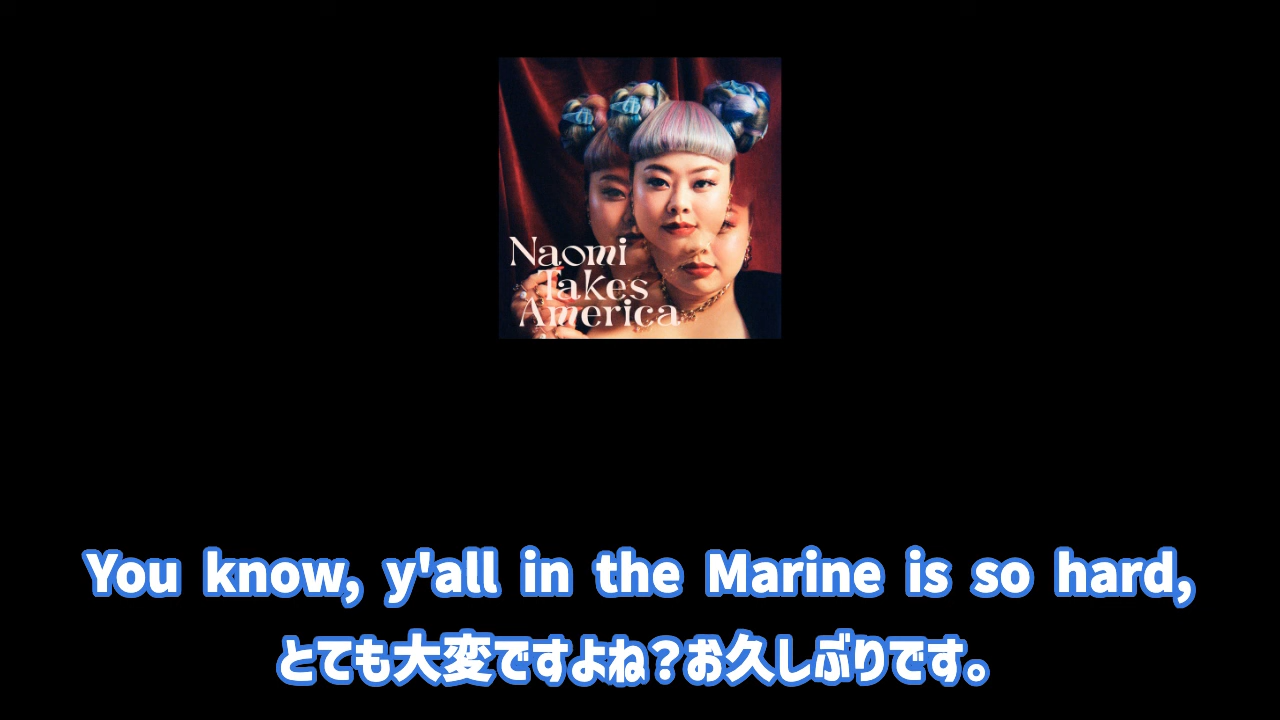 Naomi
Takes
America
You know, y'all in the Marine is so hard,
とても大変ですよね？お久しぶりです。